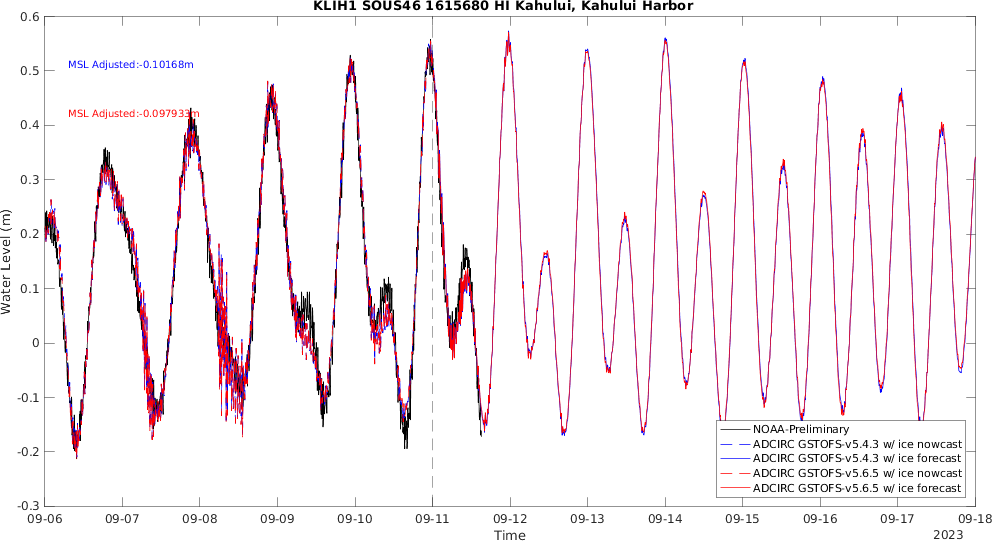 KLIH1 SOUS46 1615680 HI Kahului, Kahului Harbor
0.6
0.5
0.4
0.3
0.2
0.1
0
-0.1
-0.2
-0.3
Water Level (m)
MSL Adjusted:-0.10168m
MSL Adjusted:-0.097933m
NOAA-Preliminary
ADCIRC GSTOFS-v5.4.3 w/ ice nowcast
ADCIRC GSTOFS-v5.4.3 w/ ice forecast
ADCIRC GSTOFS-v5.6.5 w/ ice nowcast
ADCIRC GSTOFS-v5.6.5 w/ ice forecast
09-06 09-07 09-08 09-09 09-10 09-11 09-12 09-13 09-14 09-15 09-16 09-17 09-18
Time
2023